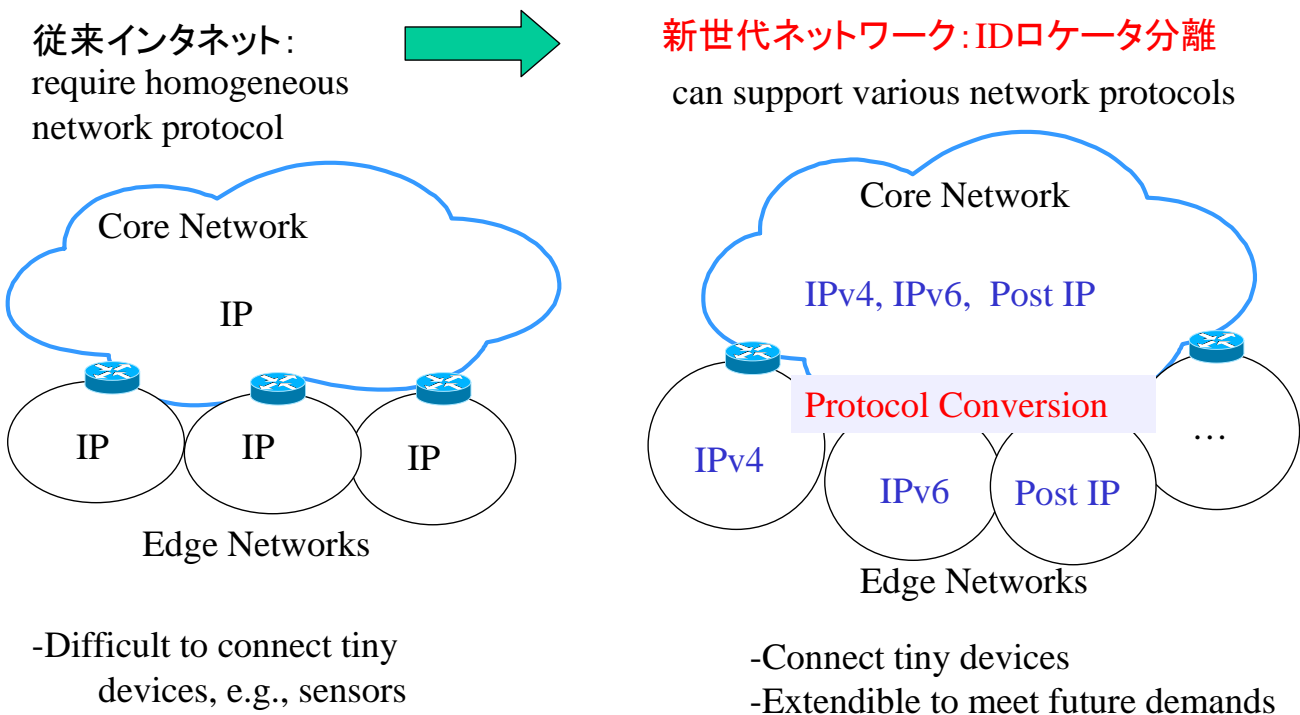 従来インタネット:
require homogeneous
network protocol
Core Network
IP
IP
IP
IP
Edge Networks
-Difficult to connect tiny
devices, e.g., sensors
新世代ネットワーク:IDロケータ分離
can support various network protocols
Core Network
IPv4, IPv6, Post IP
Protocol Conversion
IPv4
IPv6
Post IP
…
Edge Networks
-Connect tiny devices
-Extendible to meet future demands